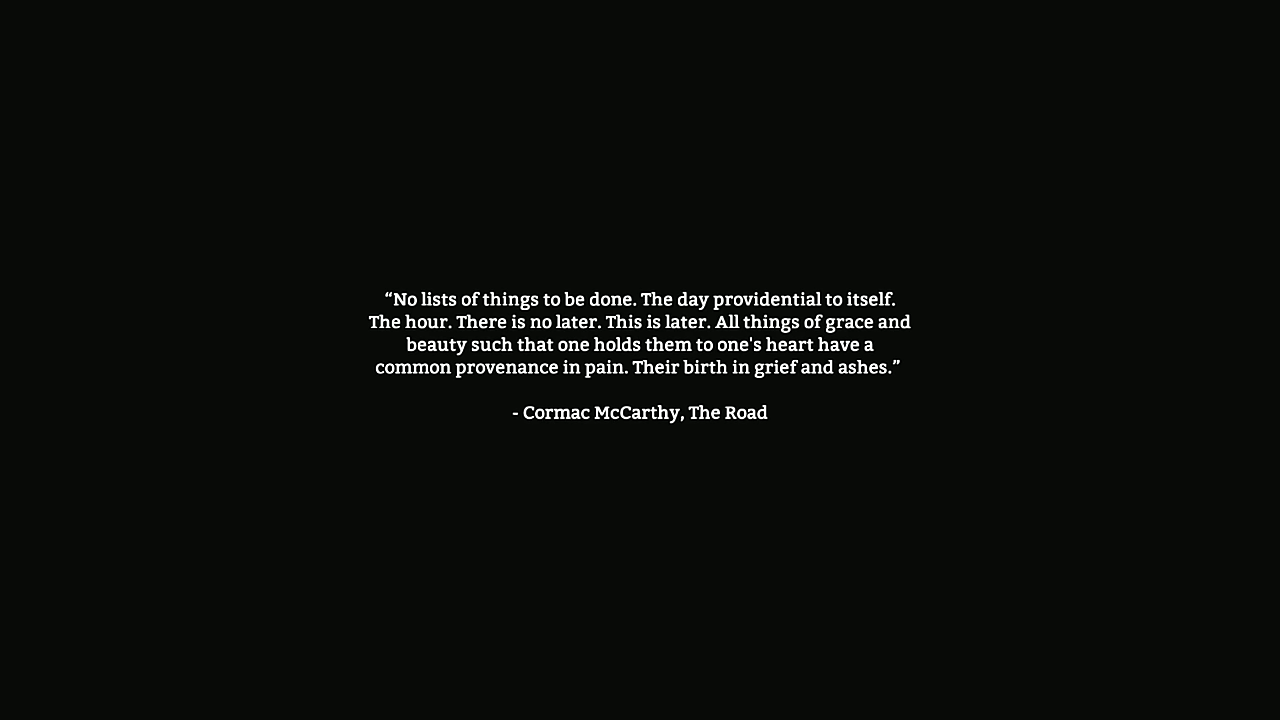 “No lists of things to be done. The day providential to itself.
The hour. There is no later. This is later. All things of grace and
beauty such that one holds them to one's heart have a
common provenance in pain. Their birth in grief and ashes.”
- Cormac McCarthy, The Road